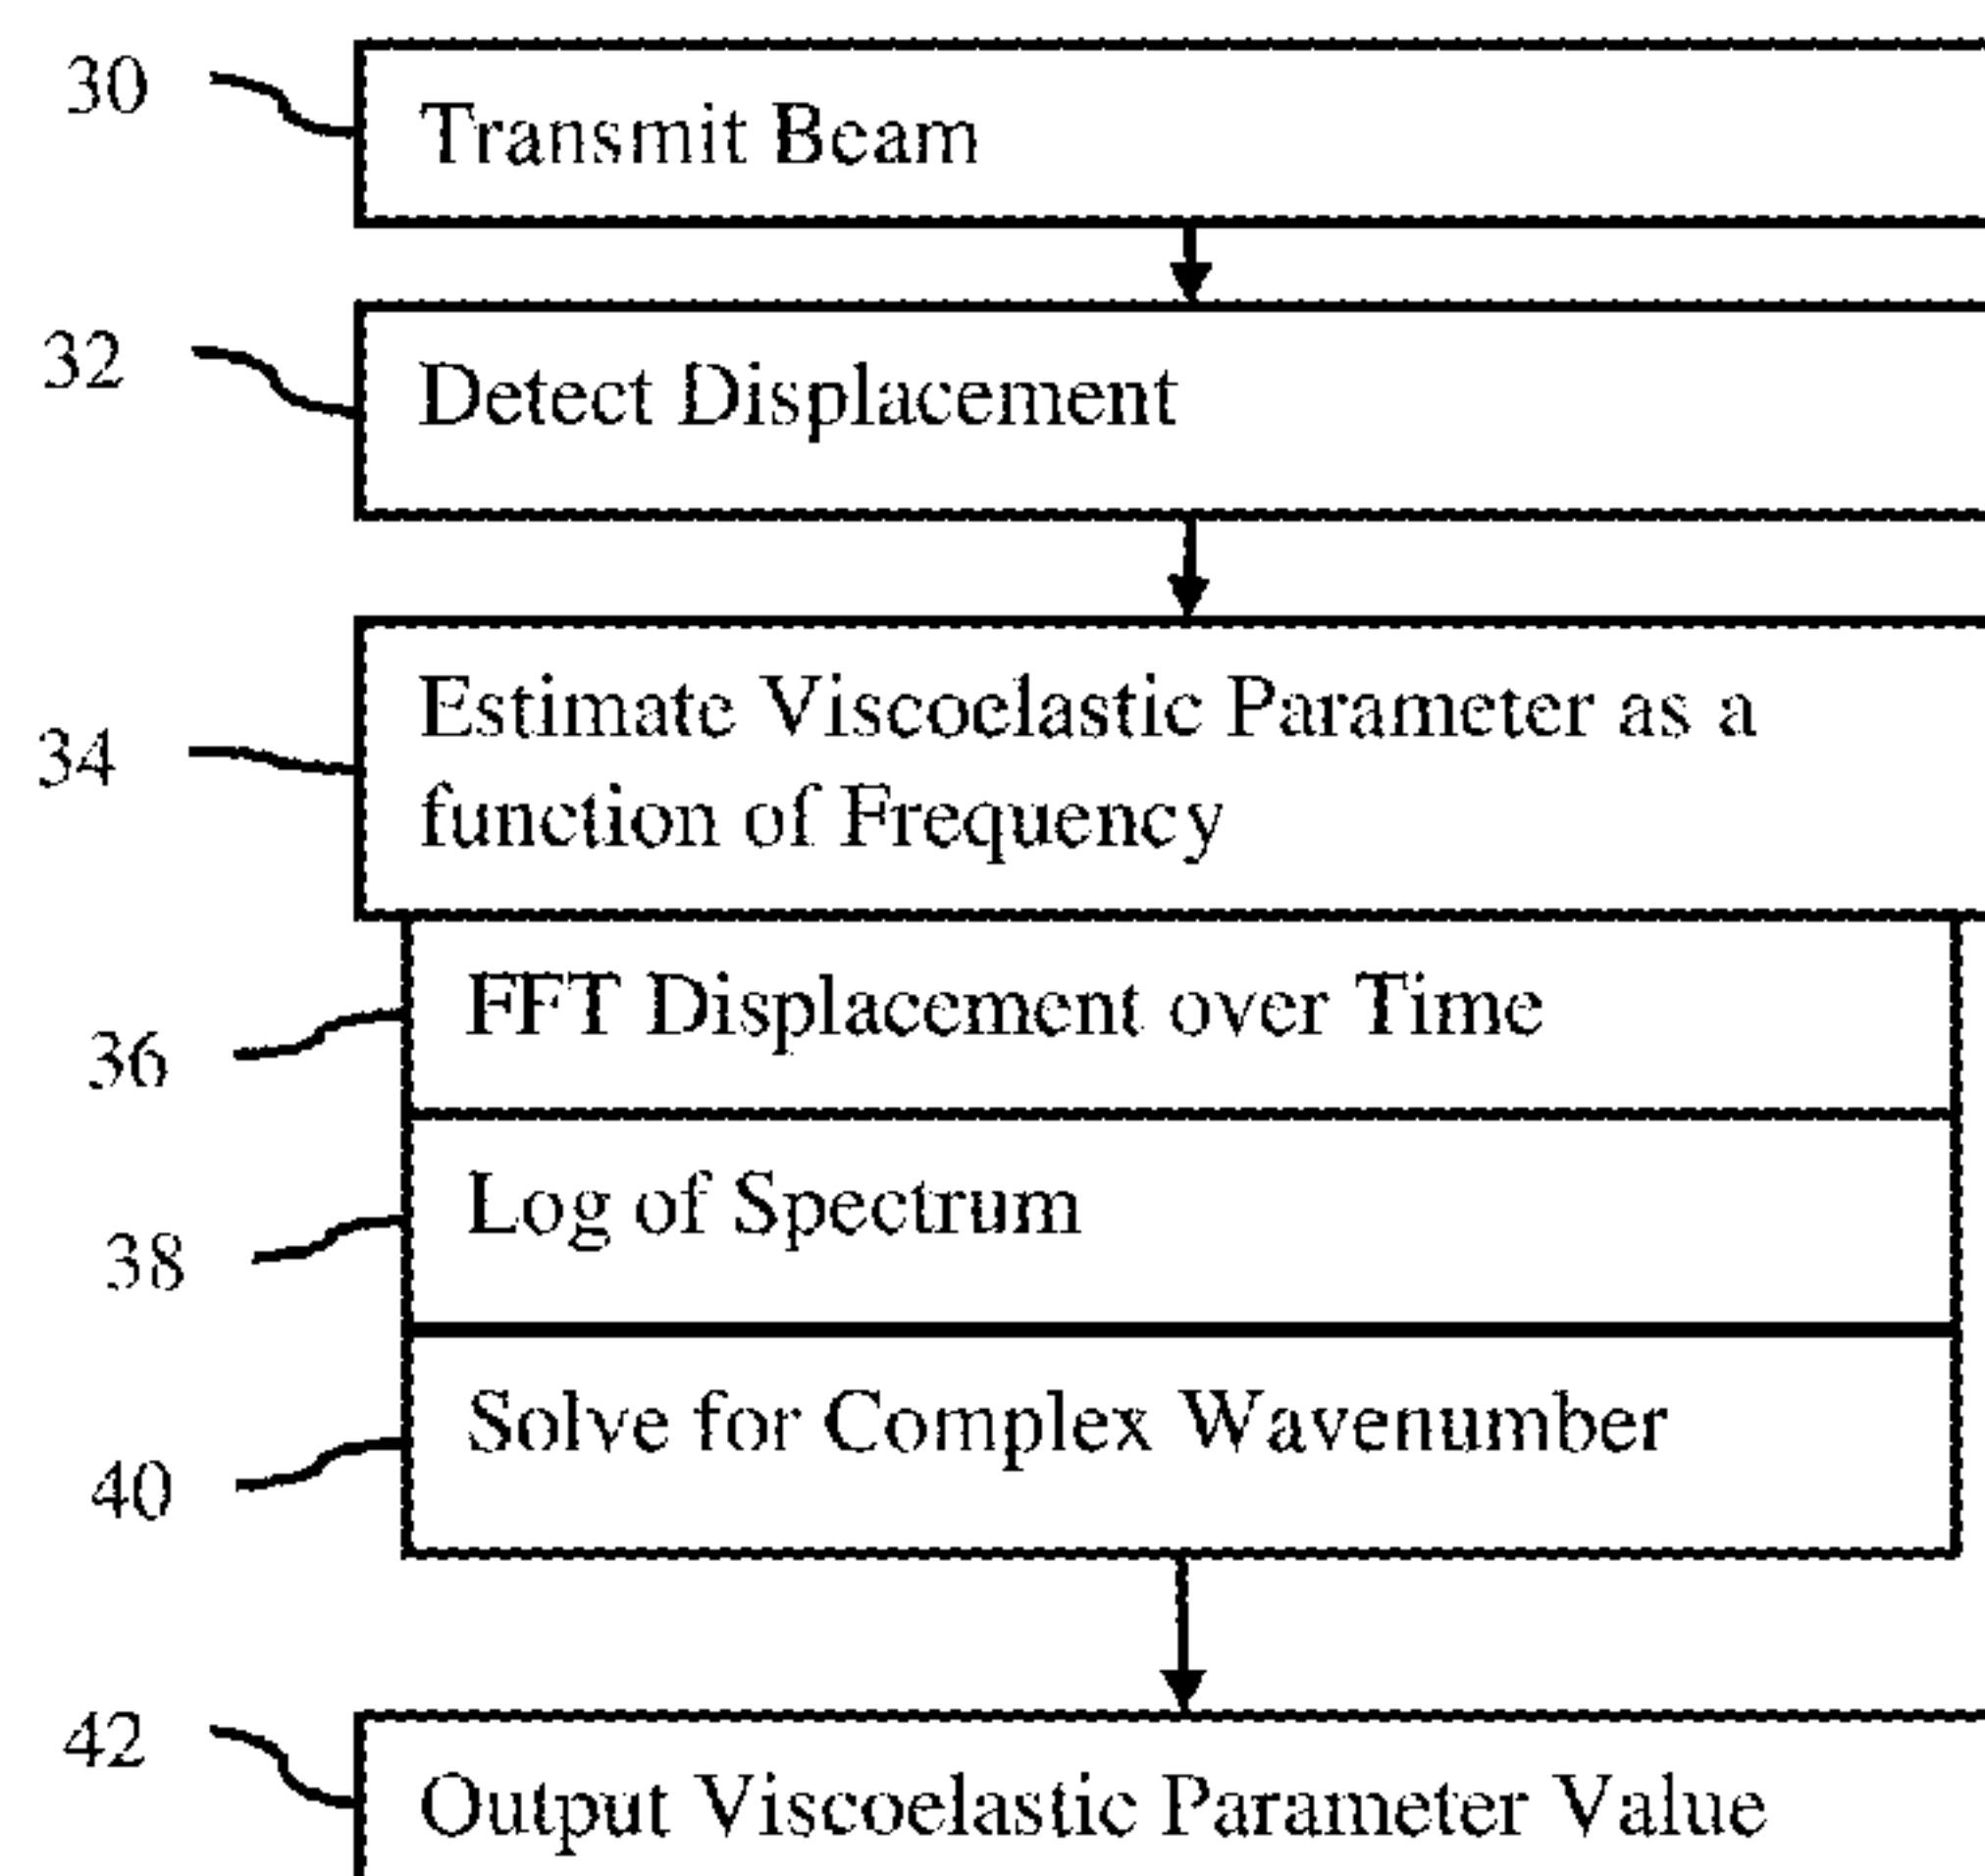 30
Transmit Beam
32
Detect Displacement
34
Estimate Viscoelastic Parameter as a
function of Frequency
36
FFT Displacement over Time
38
Log of Spectrum
40
Solve for Complex Wavenumber
42
Output Viscoelastic Parameter Value